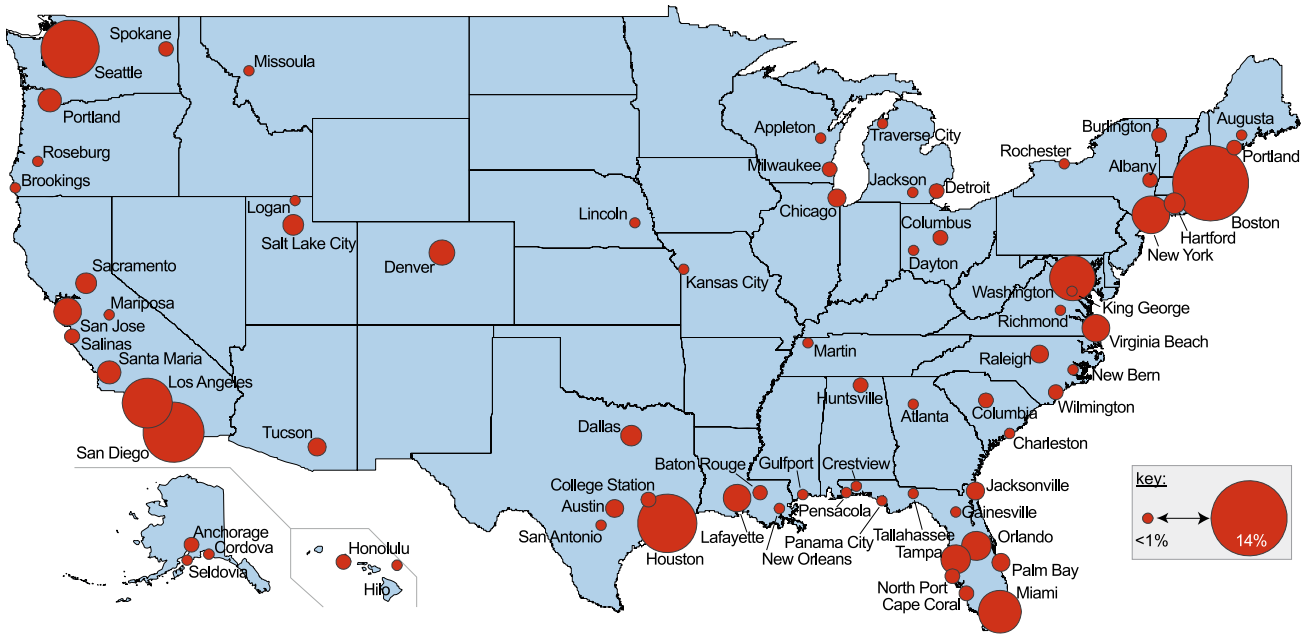 Spokane
Seattle
Missoula
Portland
Roseburg
Brookings
Logan
Salt Lake City
Denver
Lincoln
Kansas City
Appleton
Milwaukee
Chicago
Traverse City
Jackson
Detroit
Columbus
Dayton
Rochester
Burlington
Albany
Augusta
Portland
Boston
Hartford
New York
Washington
King George
Richmond
Virginia Beach
Raleigh
New Bern
Wilmington
Columbia
Charleston
Martin
Huntsville
Atlanta
Sacramento
Mariposa
San Jose
Salinas
Santa Maria
Los Angeles
San Diego
Tucson
Dallas
College Station
Austin
San Antonio
Houston
Baton Rouge
Lafayette
New Orleans
Gulfport
Crestview
Pensacola
Panama City
Tallahassee
Jacksonville
Gainesville
Orlando
Tampa
Palm Bay
North Port
Cape Coral
Miami
Anchorage
Cordova
Seldovia
Honolulu
Hilo
key:
<1%
14%